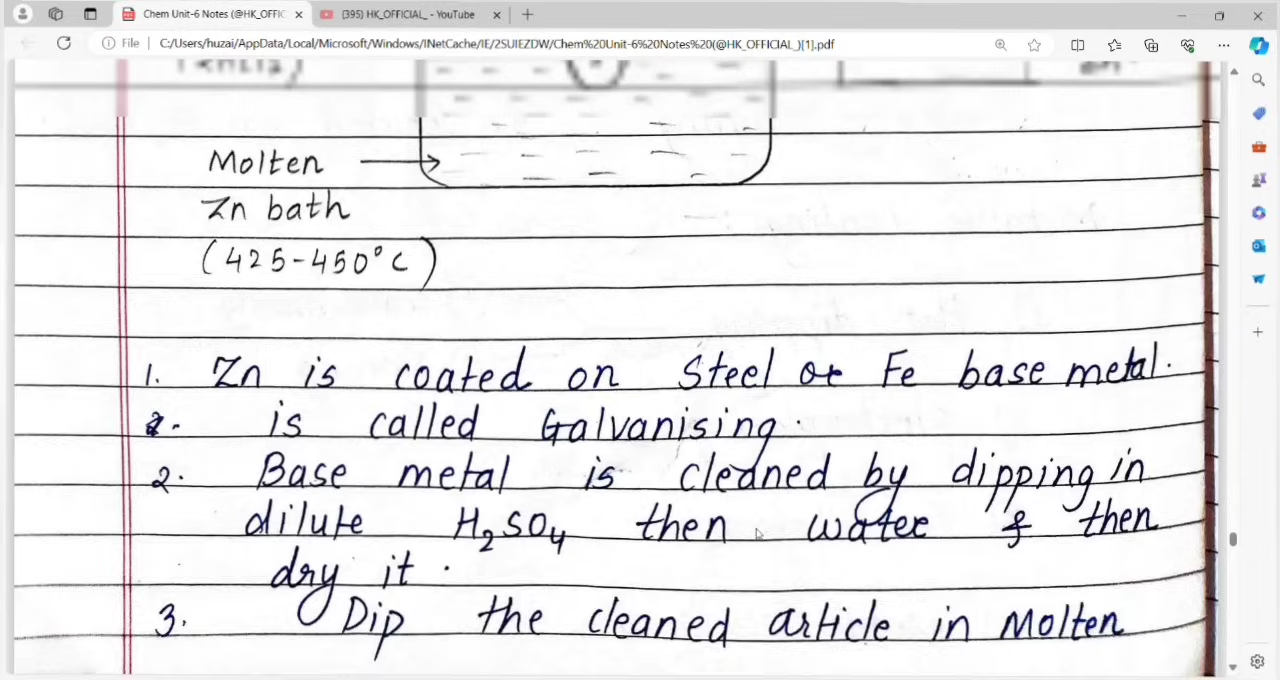 Chem Unit-6 Notes (@HK_OFFIC
(395) HK_OFFICIAL_ - YouTube
File | C:/Users/huzai/AppData/Local/Microsoft/Windows/INetCache/IE/2SUIEZDW/Chem%20Unit-6%20Notes%20(@HK_OFFICIAL_)[1].pdf
Molten
Zn bath
(425-450°C)
1. Zn is coated on Steel or Fe base metal.
is called Galvanising.
2. Base metal is cleaned by dipping in
dilute H₂SO₄ then water & then
dry it.
3. Dip the cleaned article in Molten